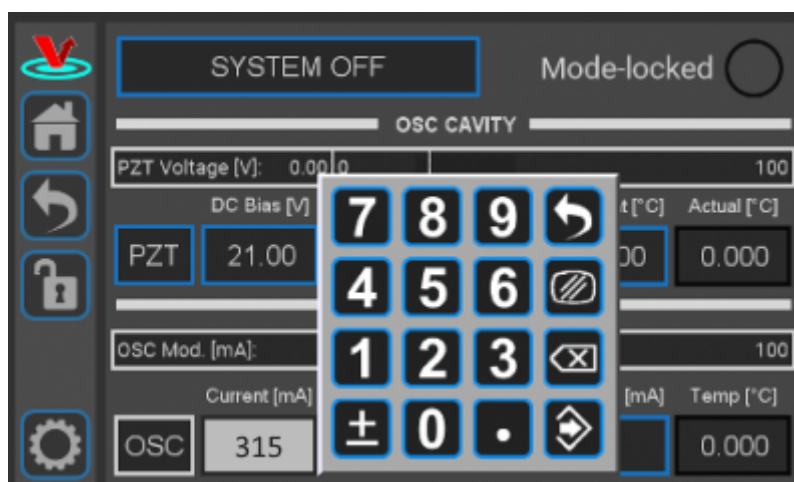 SYSTEM OFF Mode-locked
OSC CAVITY
PZT Voltage [V]: 0.00 0 100
DC Bias [V] t [°C] Actual [°C]
PZT 21.00 00 0.000
7 8 9
4 5 6
OSC Mod. [mA]: 100
1 2 3
Current [mA] [mA] Temp [°C]
± 0 .
OSC 315 0.000